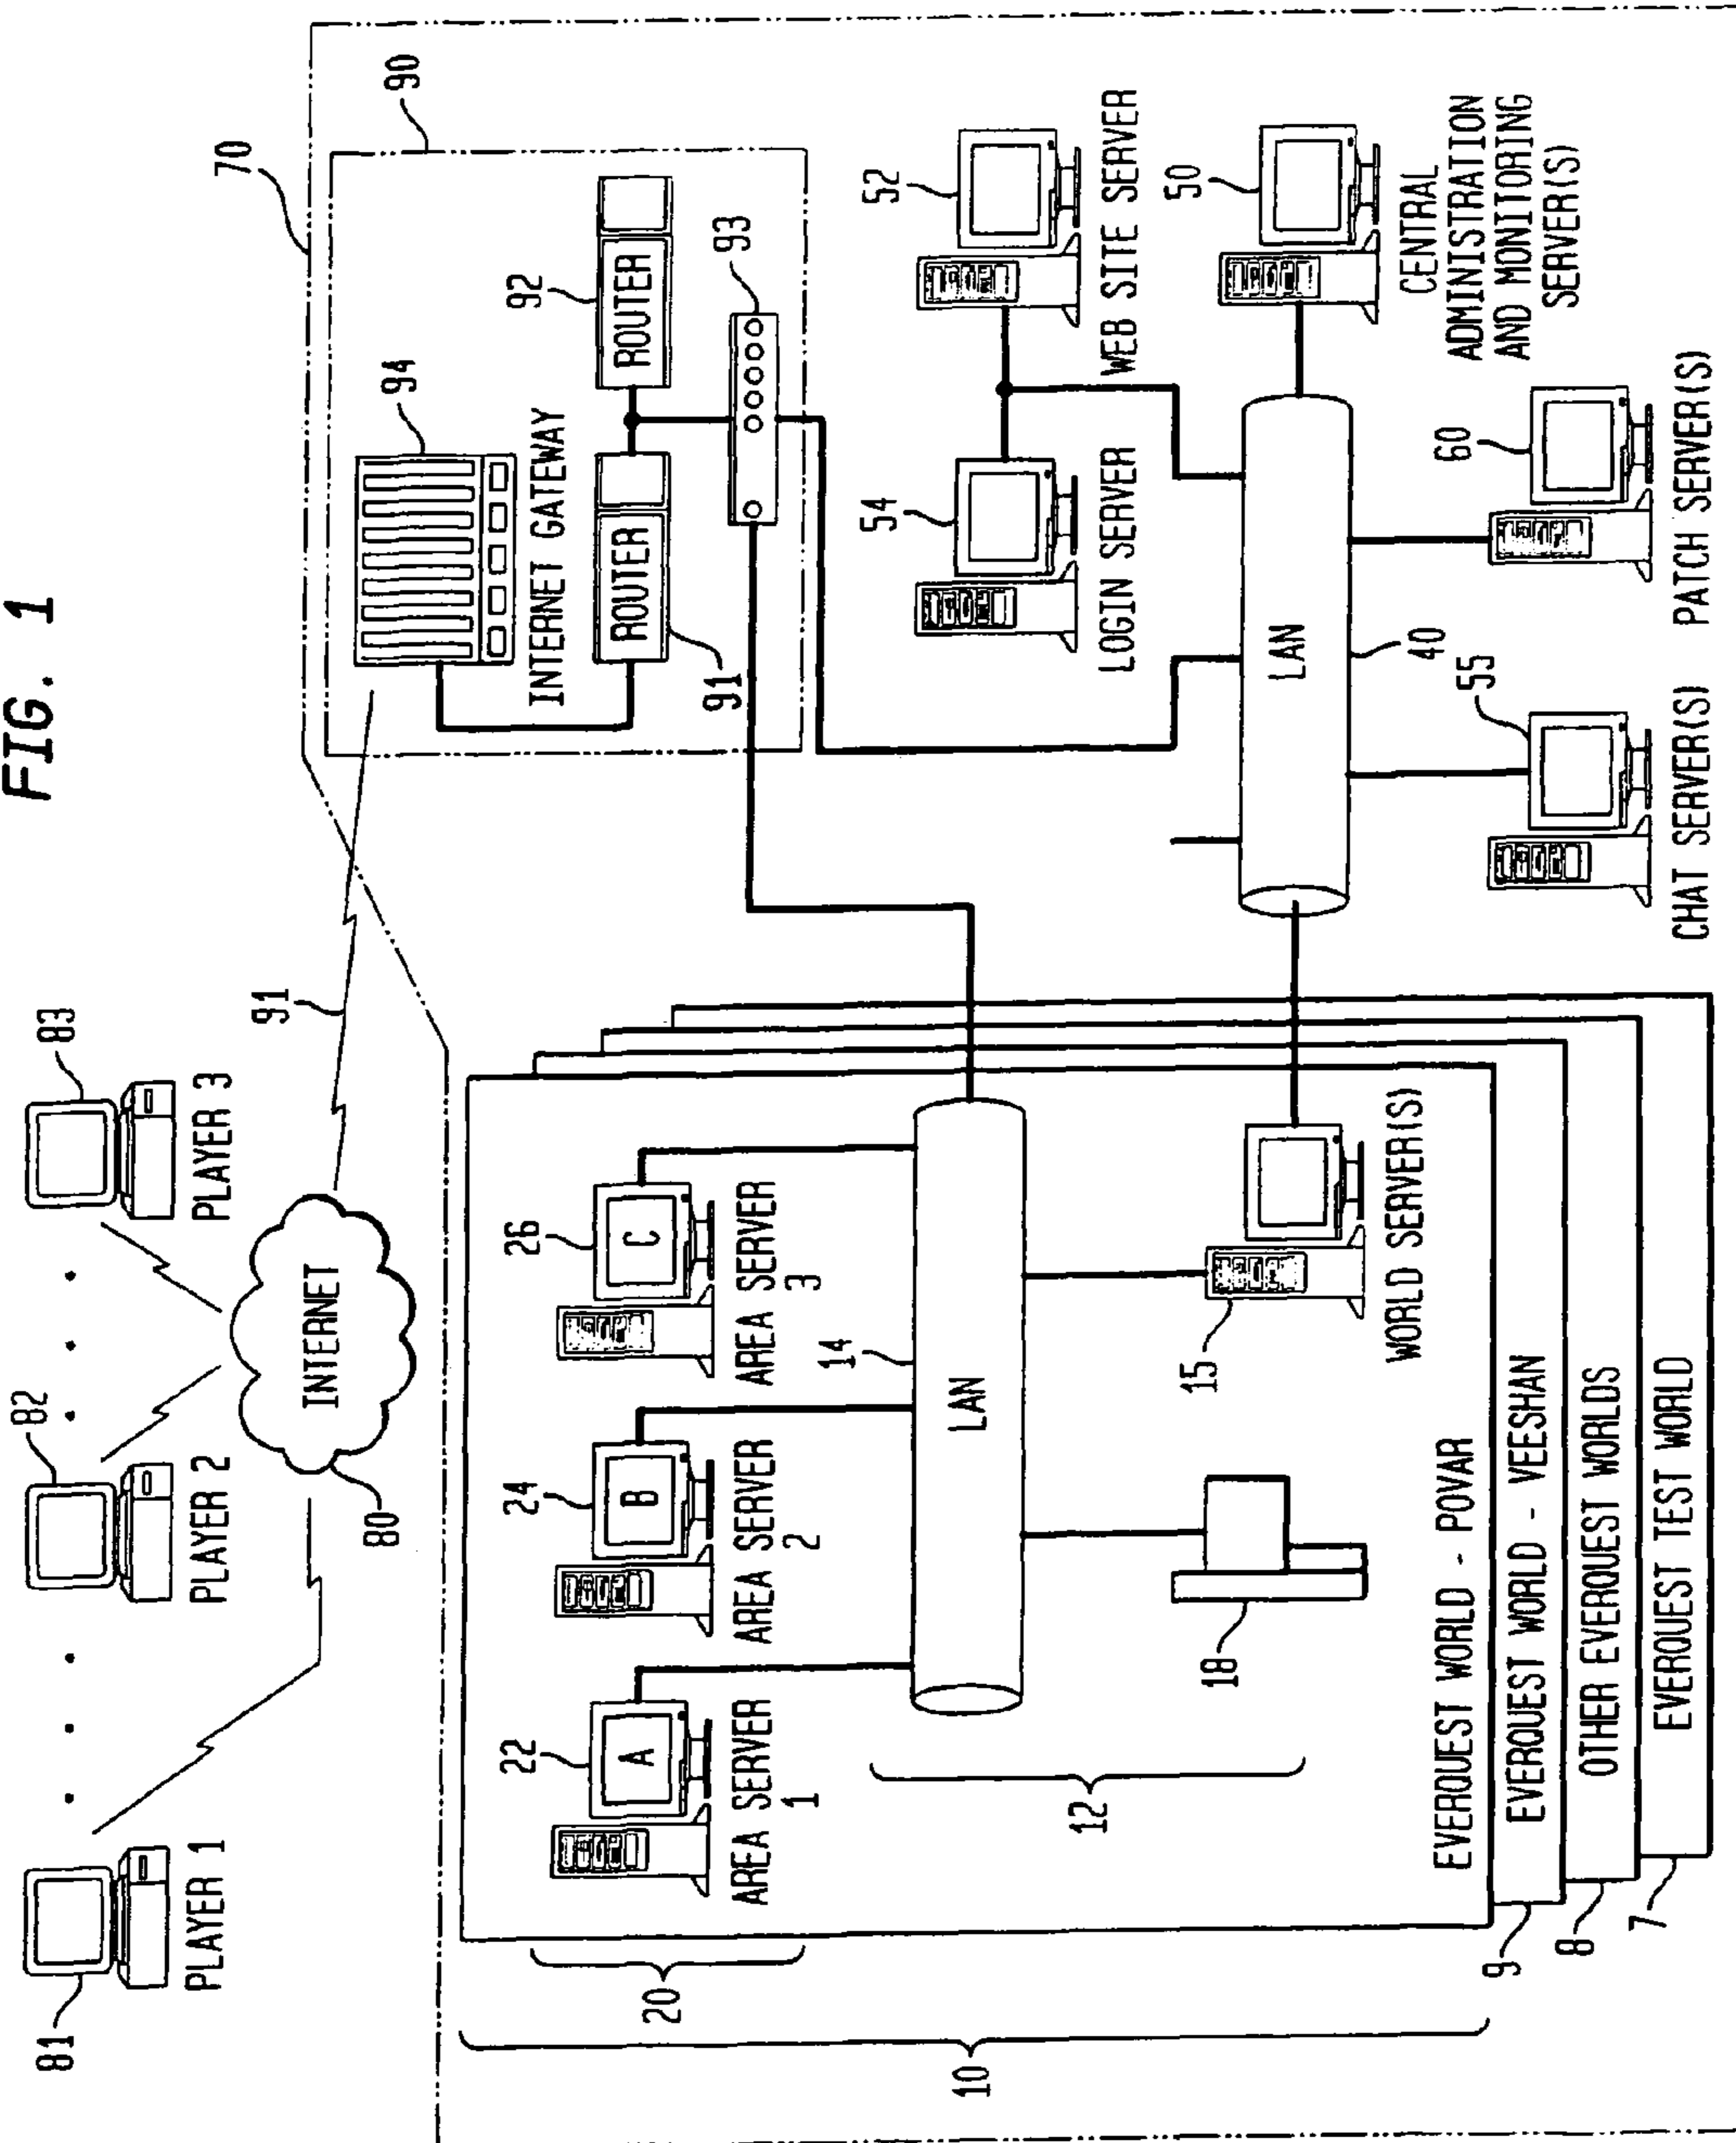 FIG. 1
81
PLAYER 1
82
PLAYER 2
83
PLAYER 3
INTERNET
80
91
70
90
94
INTERNET GATEWAY
ROUTER
91
ROUTER
92
93
10
20
22
A
AREA SERVER
1
24
B
AREA SERVER
2
26
C
AREA SERVER
3
12
LAN
14
18
15
WORLD SERVER(S)
EVERQUEST WORLD - POVAR
9
EVERQUEST WORLD - VEESHAN
8
OTHER EVERQUEST WORLDS
7
EVERQUEST TEST WORLD
54
LOGIN SERVER
52
WEB SITE SERVER
LAN
40
50
CENTRAL
ADMINISTRATION
AND MONITORING
SERVER(S)
55
CHAT SERVER(S)
60
PATCH SERVER(S)